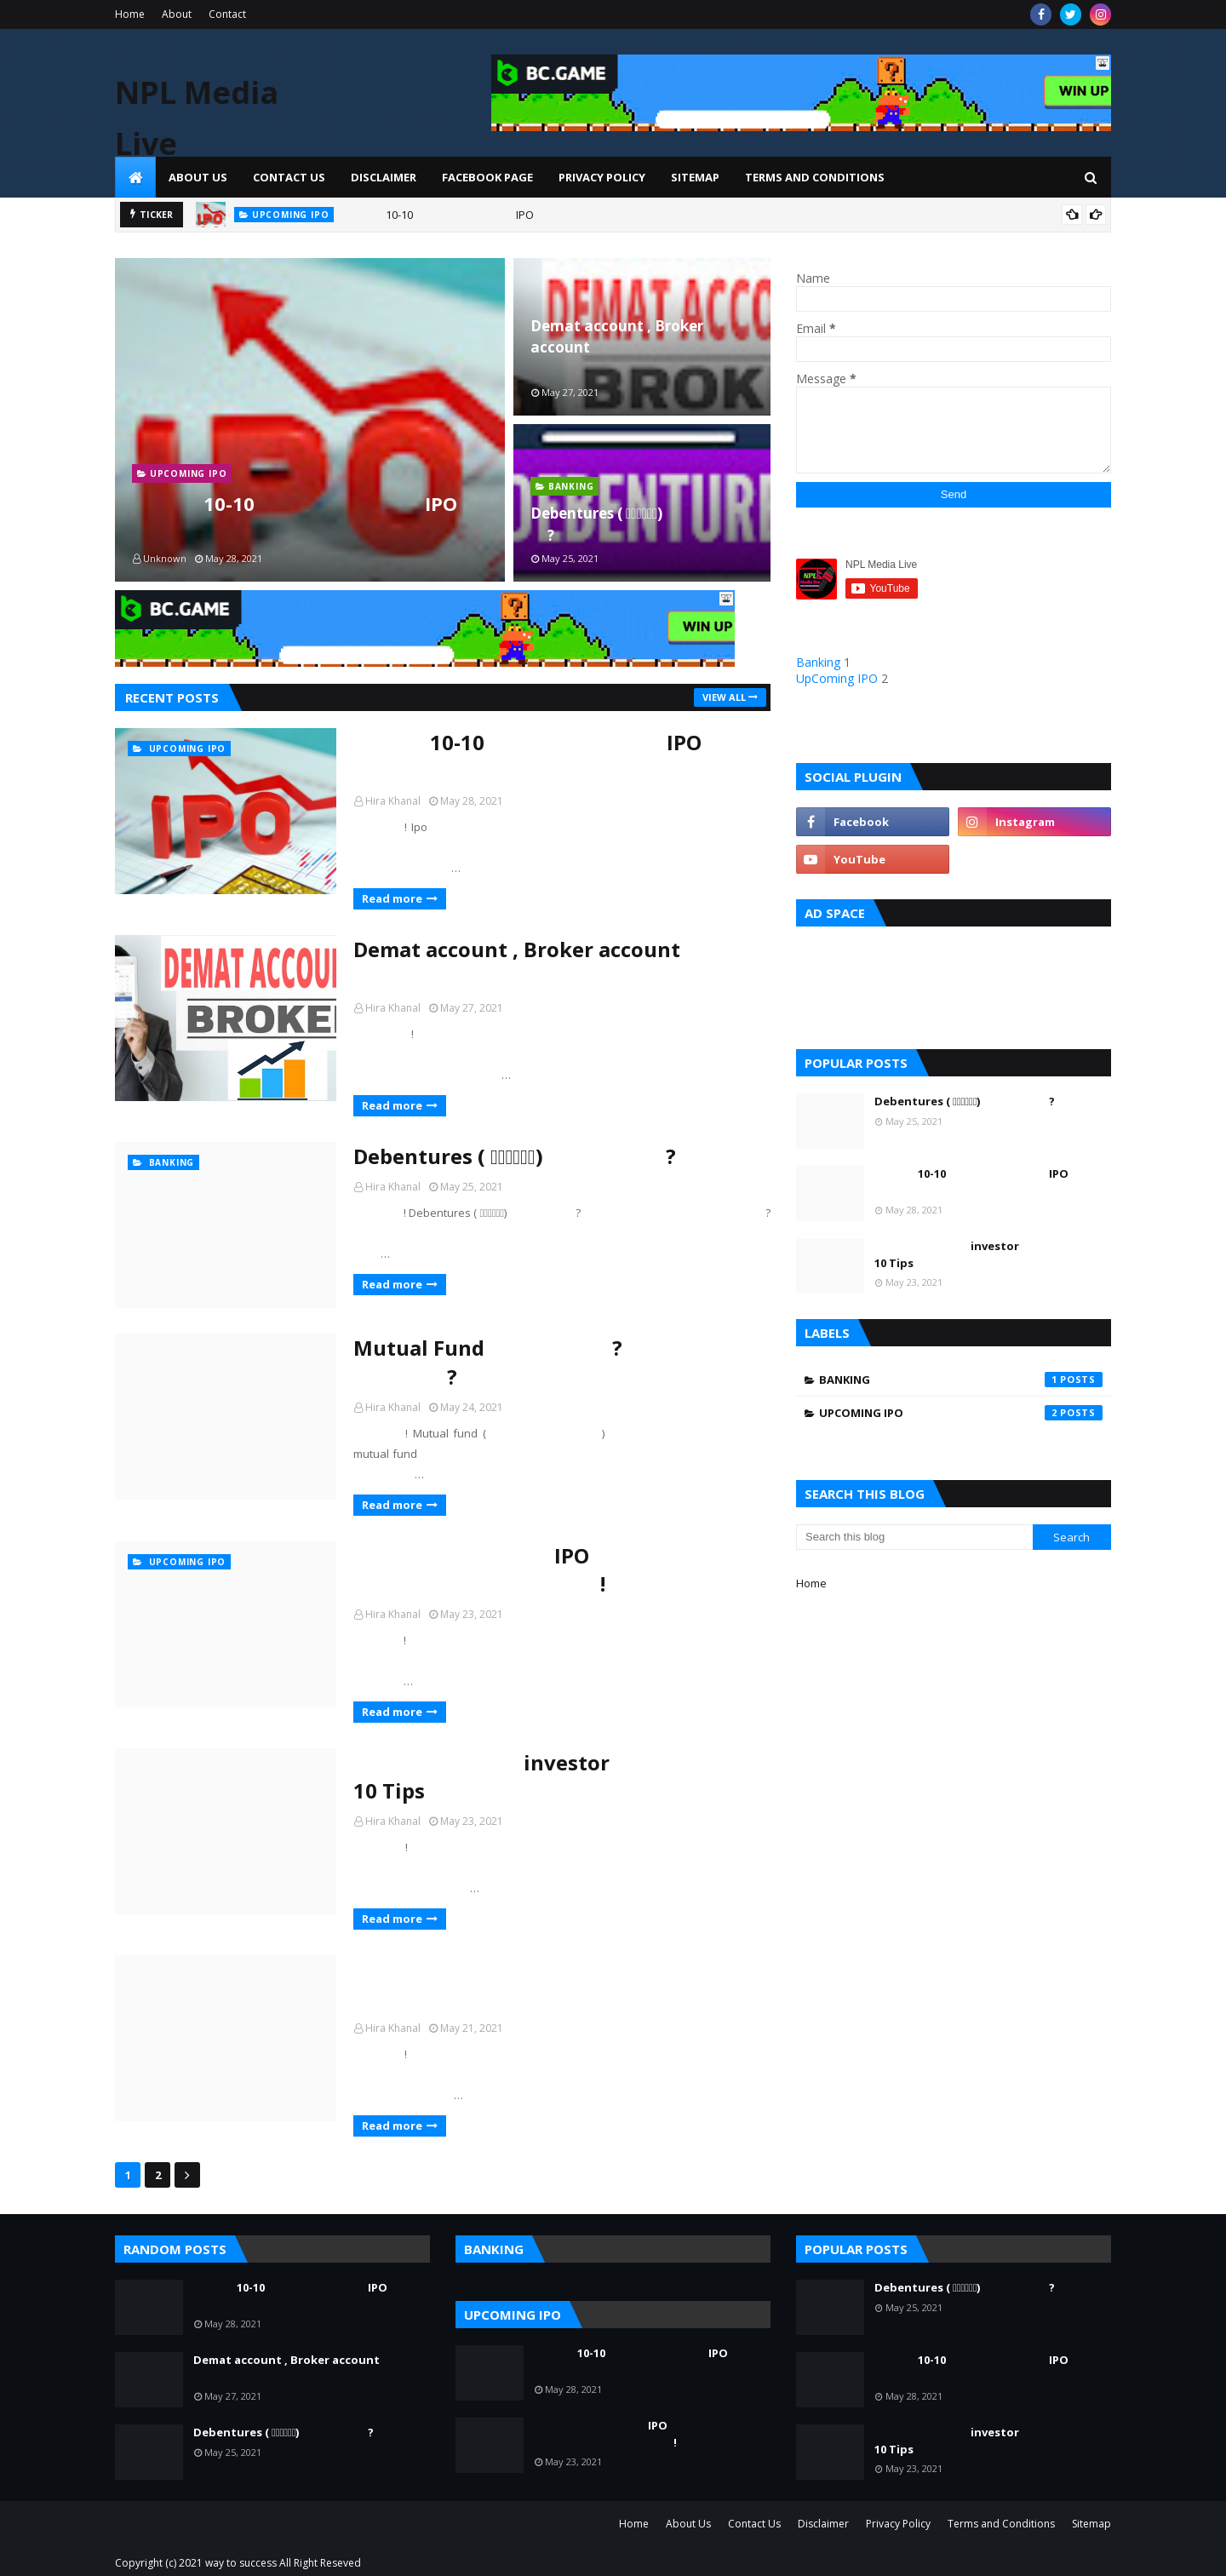 Home About Contact
NPL Media
Live
BC.GAME
WIN UP
ABOUT US CONTACT US DISCLAIMER FACEBOOK PAGE PRIVACY POLICY SITEMAP TERMS AND CONDITIONS
TICKER UPCOMING IPO 10-10 IPO
UPCOMING IPO
10-10 IPO
Unknown May 28, 2021
DEMAT ACCOU
BROK
Demat account , Broker
account
May 27, 2021
BANKING
Debentures ( )
?
May 25, 2021
Name
Email *
Message *
Send
NPL Media Live
YouTube
Banking 1
UpComing IPO 2
BC.GAME
WIN UP
RECENT POSTS VIEW ALL
UPCOMING IPO
IPO
10-10 IPO
Hira Khanal May 28, 2021
! Ipo
...
Read more
DEMAT ACCOU
BROKE
Demat account , Broker account
Hira Khanal May 27, 2021
!
...
Read more
BANKING
Debentures ( ) ?
Hira Khanal May 25, 2021
! Debentures ( ) ? ?
...
Read more
Mutual Fund ?
?
Hira Khanal May 24, 2021
! Mutual fund ( )
mutual fund
...
Read more
UPCOMING IPO
IPO
!
Hira Khanal May 23, 2021
!
...
Read more
investor
10 Tips
Hira Khanal May 23, 2021
!
...
Read more
Hira Khanal May 21, 2021
!
...
Read more
1 2
SOCIAL PLUGIN
Facebook Instagram
YouTube
AD SPACE
POPULAR POSTS
Debentures ( ) ?
May 25, 2021
10-10 IPO
May 28, 2021
investor
10 Tips
May 23, 2021
LABELS
BANKING 1 POSTS
UPCOMING IPO 2 POSTS
SEARCH THIS BLOG
Search this blog Search
Home
RANDOM POSTS
10-10 IPO
May 28, 2021
Demat account , Broker account
May 27, 2021
Debentures ( ) ?
May 25, 2021
BANKING
UPCOMING IPO
10-10 IPO
May 28, 2021
IPO
!
May 23, 2021
POPULAR POSTS
Debentures ( ) ?
May 25, 2021
10-10 IPO
May 28, 2021
investor
10 Tips
May 23, 2021
Home About Us Contact Us Disclaimer Privacy Policy Terms and Conditions Sitemap
Copyright (c) 2021 way to success All Right Reseved